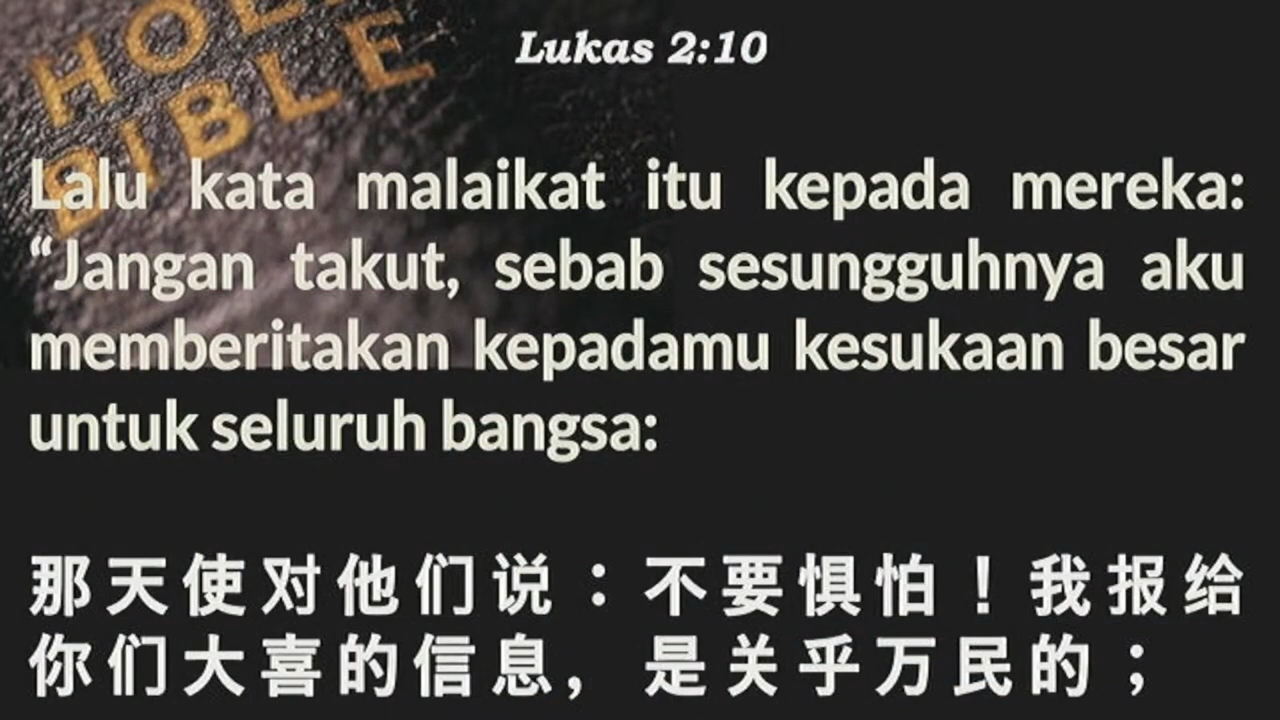 HOLY
BIBLE
Lukas 2:10
Lalu kata malaikat itu kepada mereka:
“Jangan takut, sebab sesungguhnya aku
memberitakan kepadamu kesukaan besar
untuk seluruh bangsa:
那天使对他们说：不要惧怕！我报给
你们大喜的信息，是关乎万民的；